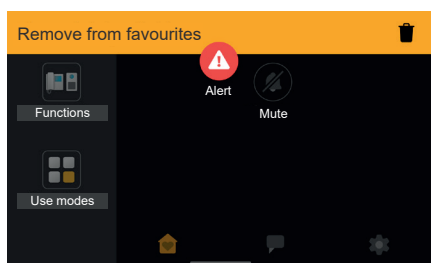 Remove from favourites
Alert
Functions
Mute
Use modes